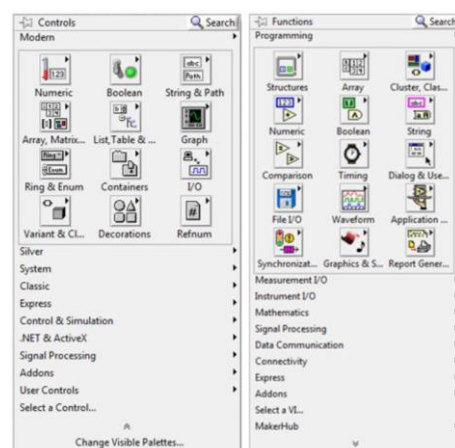 Controls
Search
Modern
Numeric
Boolean
String & Path
Array, Matrix...
List, Table & ...
Graph
Ring & Enum
Containers
I/O
Variant & Cl...
Decorations
Refnum
Silver
System
Classic
Express
Control & Simulation
.NET & ActiveX
Signal Processing
Addons
User Controls
Select a Control...
Change Visible Palettes...
Functions
Search
Programming
Structures
Array
Cluster, Clas...
Numeric
Boolean
String
Comparison
Timing
Dialog & Use...
File I/O
Waveform
Application ...
Synchronizat...
Graphics & S...
Report Gener...
Measurement I/O
Instrument I/O
Mathematics
Signal Processing
Data Communication
Connectivity
Express
Addons
Select a VI...
MakerHub